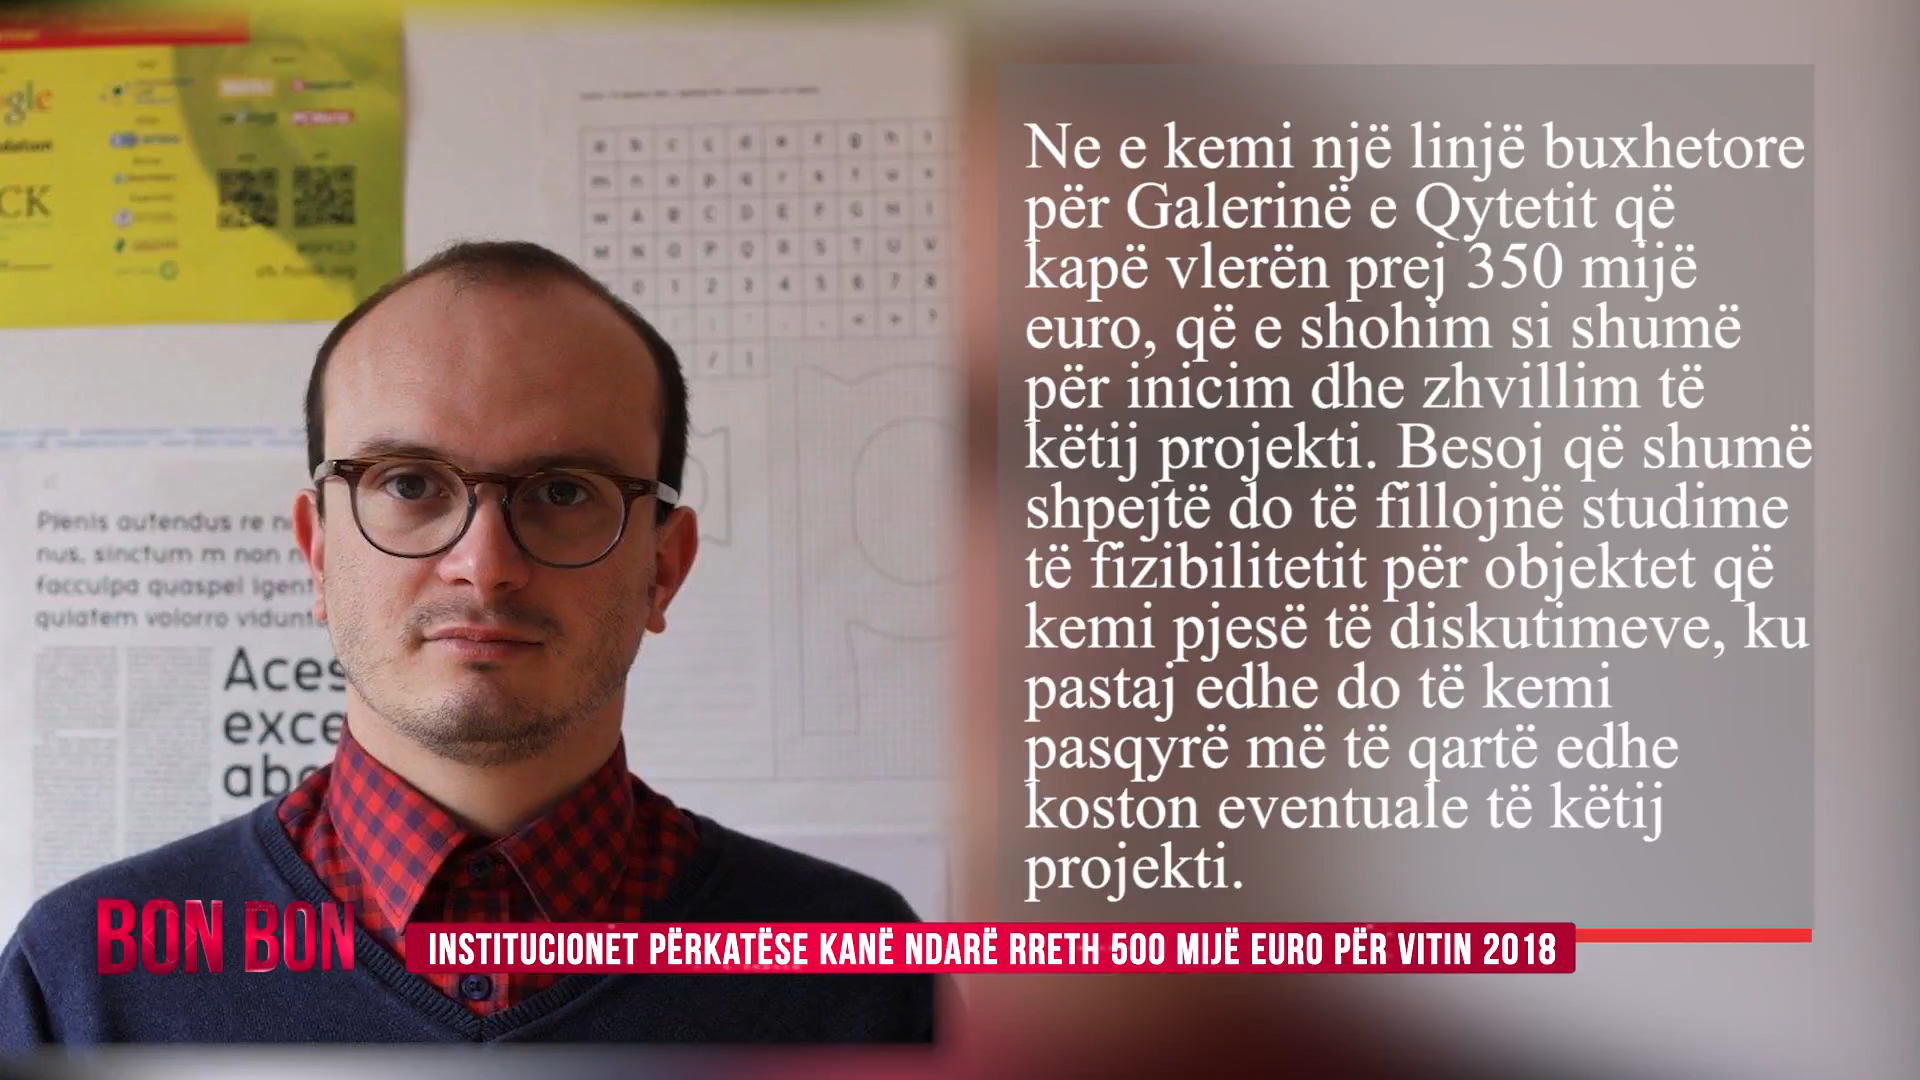 Ne e kemi një linjë buxhetore
për Galerinë e Qytetit që
kapë vlerën prej 350 mijë
euro, që e shohim si shumë
për inicim dhe zhvillim të
këtij projekti. Besoj që shumë
shpejtë do të fillojnë studime
të fizibilitetit për objektet që
kemi pjesë të diskutimeve, ku
pastaj edhe do të kemi
pasqyrë më të qartë edhe
koston eventuale të këtij
projekti.
BON BON
INSTITUCIONET PËRKATËSE KANË NDARË RRETH 500 MIJË EURO PËR VITIN 2018
gle
CK
Plenis autendus re
nus, sinctum m non
facculpa quaspel igent
quiatem volorro vidunt
Aces
exce
abo